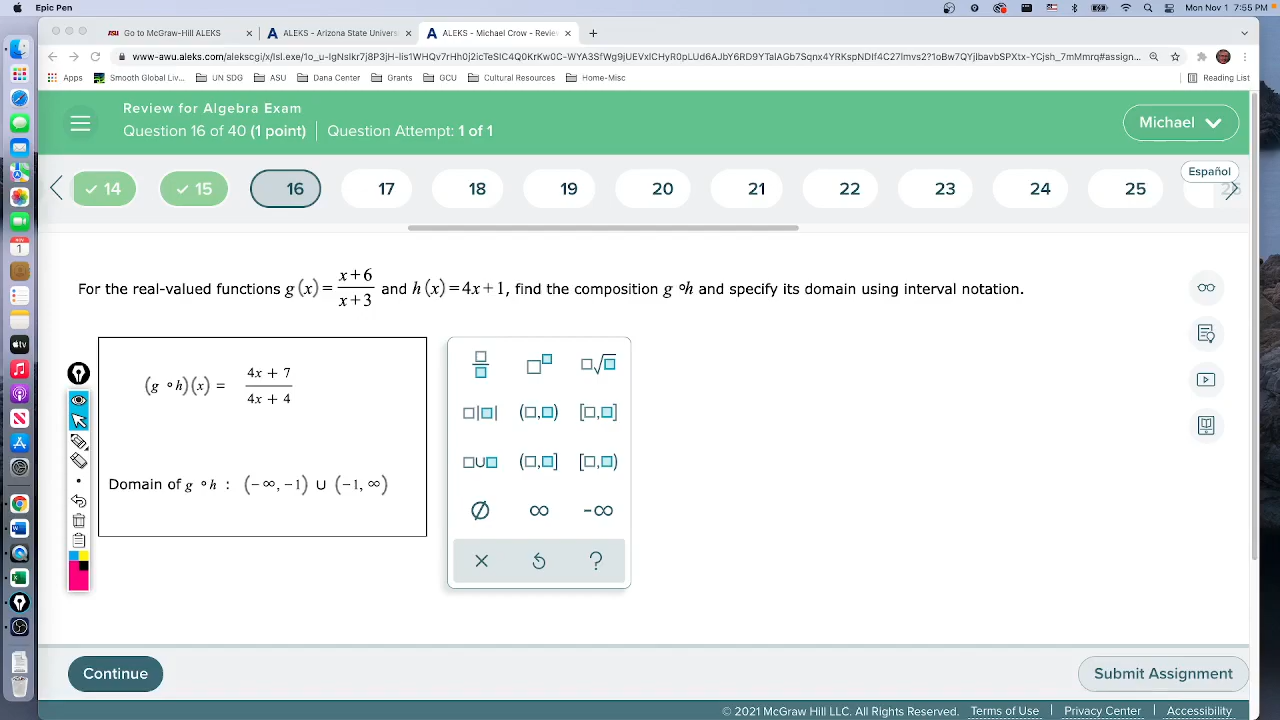 Epic Pen
Mon Nov 1 7:55 PM
Go to McGraw-Hill ALEKS
ALEKS - Arizona State Univers
ALEKS - Michael Crow - Review
Apps
Smooth Global Liv...
UN SDG
ASU
Dana Center
Grants
GCU
Cultural Resources
Home-Misc
Reading List
Review for Algebra Exam
Question 16 of 40 (1 point)
Question Attempt: 1 of 1
Michael
14 15 16 17 18 19 20 21 22 23 24 25
Español
For the real-valued functions g(x) = (x+6)/(x+3) and h(x) = 4x+1, find the composition g ∘h and specify its domain using interval notation.
(g ∘h)(x) = (4x + 7)/(4x + 4)
Domain of g ∘h : (−∞, −1) ∪ (−1, ∞)
∅ ∞ -∞
× ?
Continue
Submit Assignment
© 2021 McGraw Hill LLC. All Rights Reserved. Terms of Use | Privacy Center | Accessibility